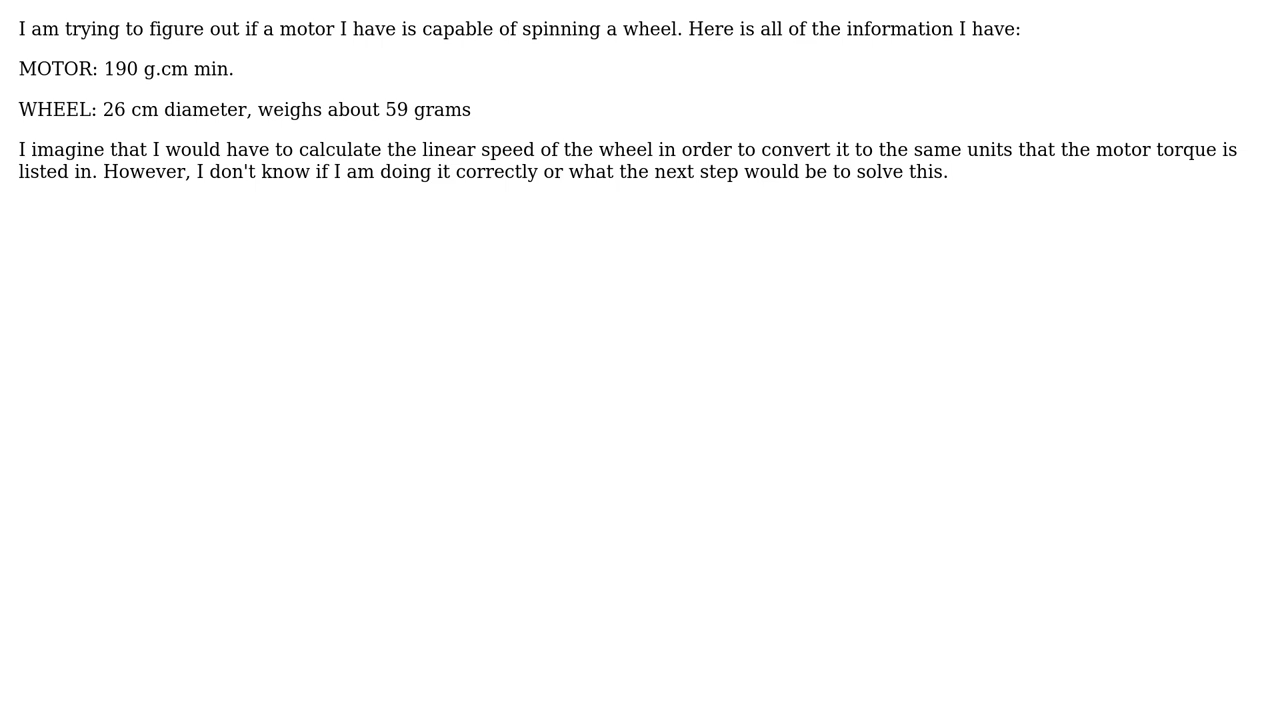 I am trying to figure out if a motor I have is capable of spinning a wheel. Here is all of the information I have:
MOTOR: 190 g.cm min.
WHEEL: 26 cm diameter, weighs about 59 grams
I imagine that I would have to calculate the linear speed of the wheel in order to convert it to the same units that the motor torque is
listed in. However, I don't know if I am doing it correctly or what the next step would be to solve this.